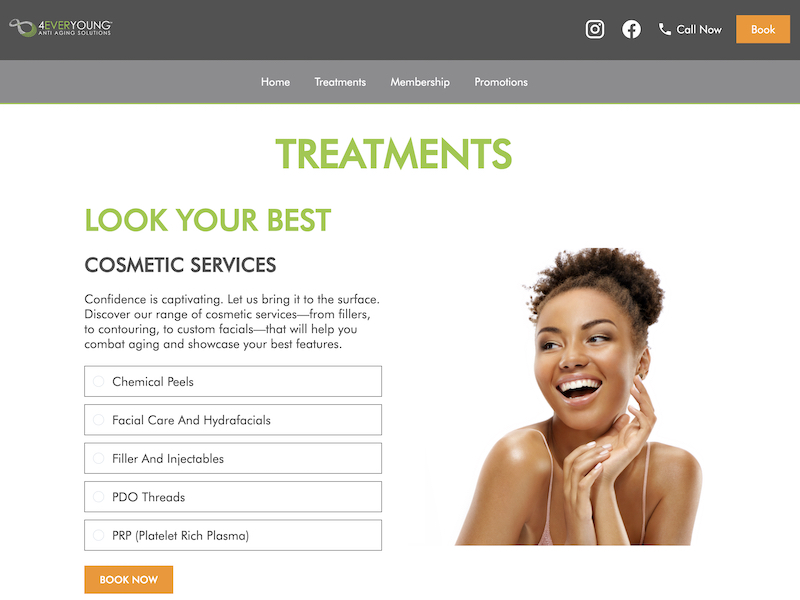 4EVERYOUNG
ANTI AGING SOLUTIONS
Call Now
Book
Home
Treatments
Membership
Promotions
TREATMENTS
LOOK YOUR BEST
COSMETIC SERVICES
Confidence is captivating. Let us bring it to the surface.
Discover our range of cosmetic services—from fillers,
to contouring, to custom facials—that will help you
combat aging and showcase your best features.
Chemical Peels
Facial Care And Hydrafacials
Filler And Injectables
PDO Threads
PRP (Platelet Rich Plasma)
BOOK NOW